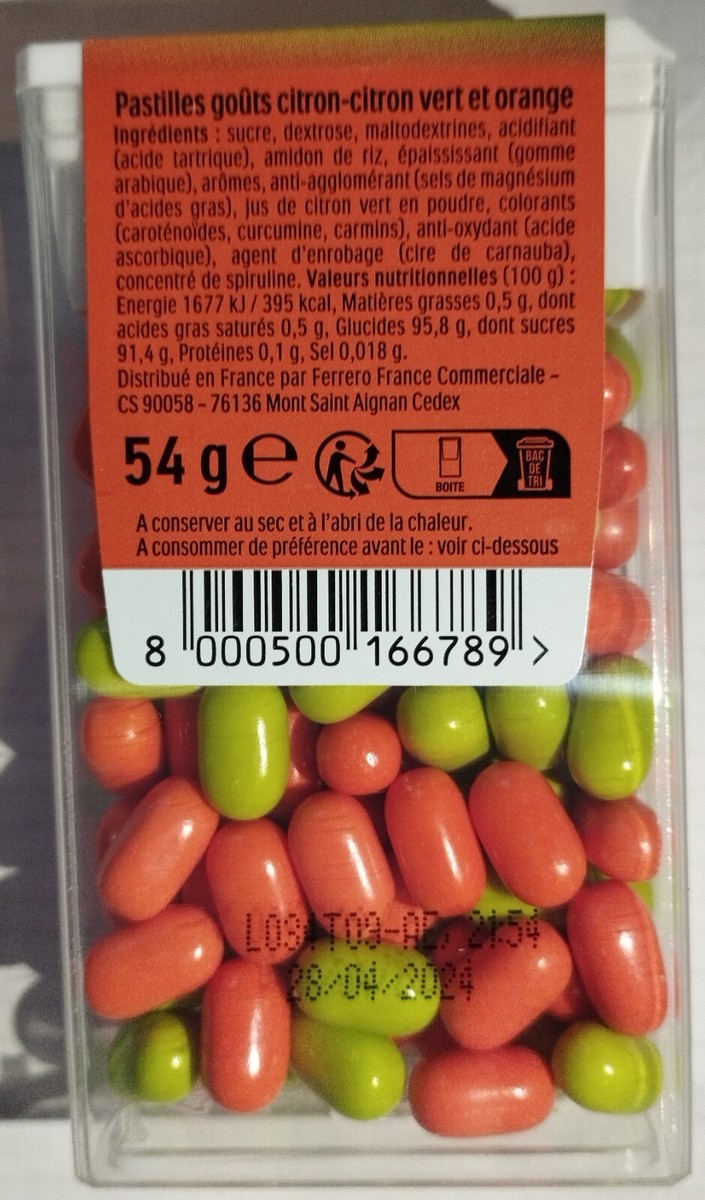 Pastilles goûts citron-citron vert et orange
Ingrédients : sucre, dextrose, maltodextrines, acidifiant
(acide tartrique), amidon de riz, épaississant (gomme
arabique), arômes, anti-agglomérant (sels de magnésium
d'acides gras), jus de citron vert en poudre, colorants
(caroténoïdes, curcumine, carmins), anti-oxydant (acide
ascorbique), agent d'enrobage (cire de carnauba),
concentré de spiruline. Valeurs nutritionnelles (100 g) :
Energie 1677 kJ / 395 kcal, Matières grasses 0,5 g, dont
acides gras saturés 0,5 g, Glucides 95,8 g, dont sucres
91,4 g, Protéines 0,1 g, Sel 0,018 g.
Distribué en France par Ferrero France Commerciale –
CS 90058 – 76136 Mont Saint Aignan Cedex
54 g e
BOITE
BAC
DE
TRI
A conserver au sec et à l'abri de la chaleur.
A consommer de préférence avant le : voir ci-dessous
8 000500 166789 >
21:54
28/04/2024